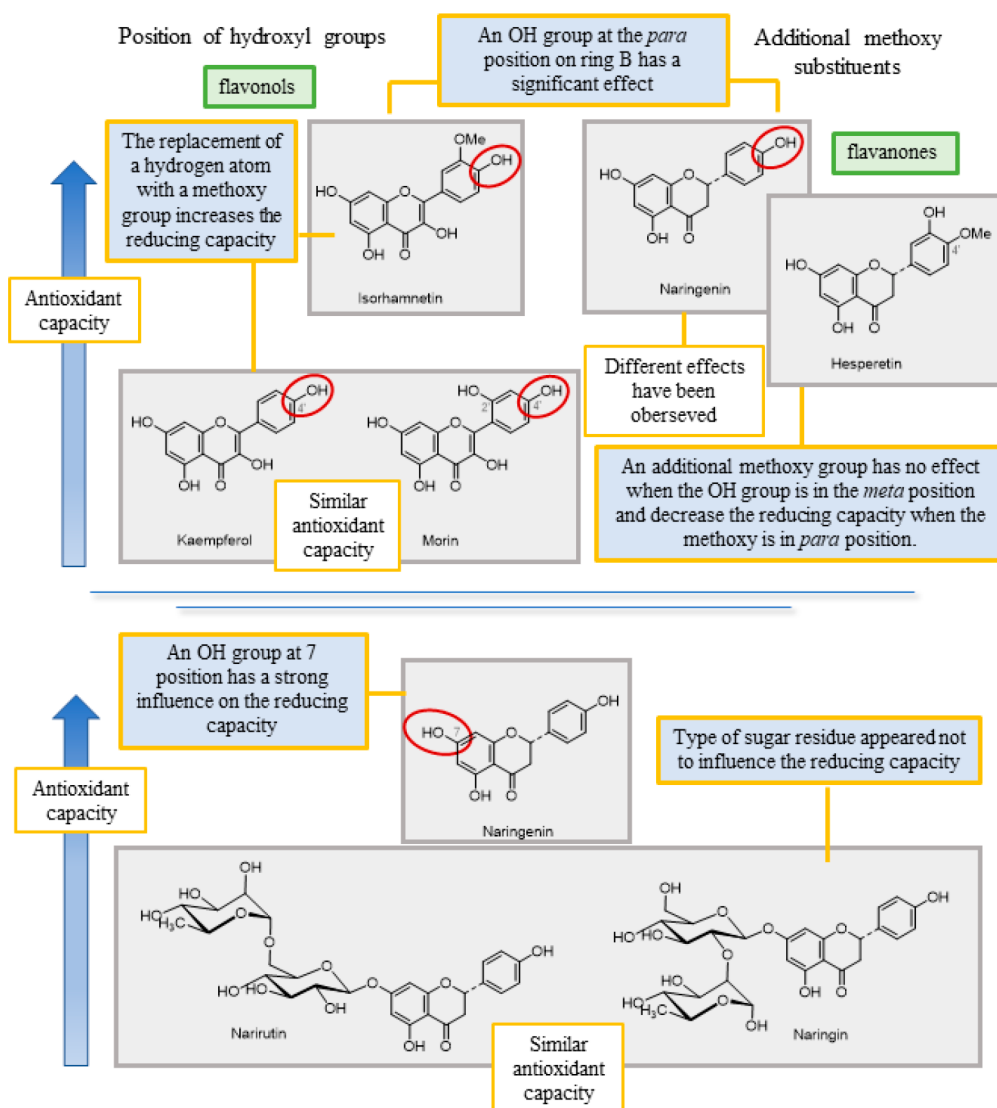 Position of hydroxyl groups
An OH group at the para
position on ring B has a
significant effect
Additional methoxy
substituents
flavonols
flavanones
The replacement of
a hydrogen atom
with a methoxy
group increases the
reducing capacity
OMe
OH
HO
O
OH
OH
O
Isorhamnetin
OH
HO
O
OH
O
Naringenin
OH
OMe
4'
HO
O
OH
O
Hesperetin
Antioxidant
capacity
Different effects
have been
oberseved
OH
4'
HO
O
OH
OH
O
Kaempferol
HO
2'
OH
4'
HO
O
OH
OH
O
Morin
Similar
antioxidant
capacity
An additional methoxy group has no effect
when the OH group is in the meta position
and decrease the reducing capacity when the
methoxy is in para position.
An OH group at 7
position has a strong
influence on the reducing
capacity
HO
7
O
OH
OH
O
Naringenin
Type of sugar residue appeared not
to influence the reducing capacity
Antioxidant
capacity
OH
HO
HO
H3C
O
O
O
HO
HO
OH
O
O
O
OH
OH
O
Narirutin
OH
HO
HO
O
O
O
O
OH
OH
O
OH
HO
H3C
O
OH
Naringin
Similar
antioxidant
capacity